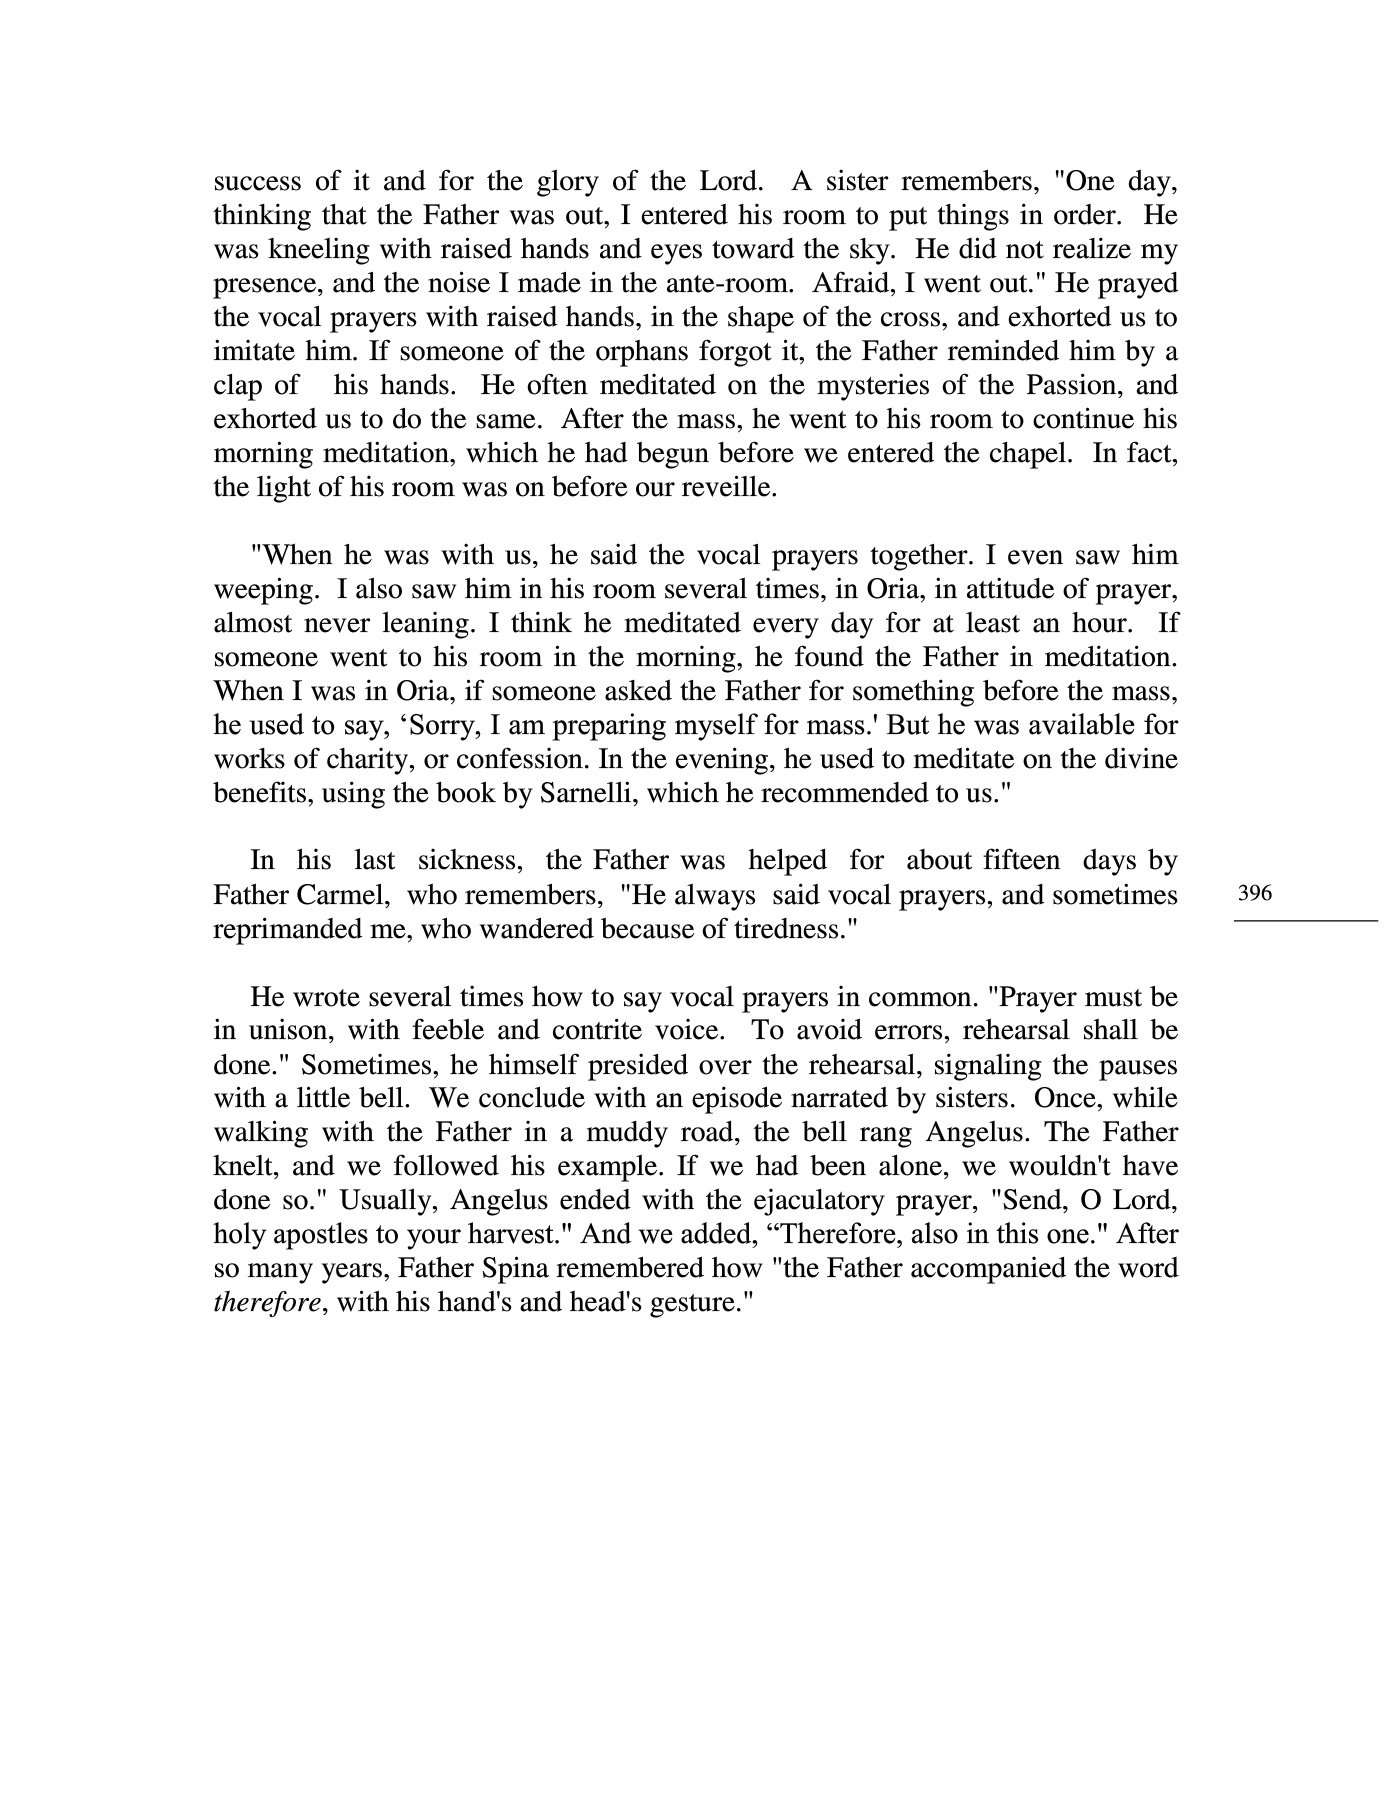 success of it and for the glory of the Lord.  A sister remembers, "One day,
thinking that the Father was out, I entered his room to put things in order.  He
was kneeling with raised hands and eyes toward the sky.  He did not realize my
presence, and the noise I made in the ante-room.  Afraid, I went out." He prayed
the vocal prayers with raised hands, in the shape of the cross, and exhorted us to
imitate him. If someone of the orphans forgot it, the Father reminded him by a
clap of  his hands.  He often meditated on the mysteries of the Passion, and
exhorted us to do the same.  After the mass, he went to his room to continue his
morning meditation, which he had begun before we entered the chapel.  In fact,
the light of his room was on before our reveille.
"When he was with us, he said the vocal prayers together. I even saw him
weeping.  I also saw him in his room several times, in Oria, in attitude of prayer,
almost never leaning. I think he meditated every day for at least an hour.  If
someone went to his room in the morning, he found the Father in meditation.
When I was in Oria, if someone asked the Father for something before the mass,
he used to say, ‘Sorry, I am preparing myself for mass.' But he was available for
works of charity, or confession. In the evening, he used to meditate on the divine
benefits, using the book by Sarnelli, which he recommended to us."
In his last sickness, the Father was helped for about fifteen days by
Father Carmel,  who remembers,  "He always  said vocal prayers, and sometimes
reprimanded me, who wandered because of tiredness."
396
He wrote several times how to say vocal prayers in common. "Prayer must be
in unison, with feeble and contrite voice.  To avoid errors, rehearsal shall be
done." Sometimes, he himself presided over the rehearsal, signaling the pauses
with a little bell.  We conclude with an episode narrated by sisters.  Once, while
walking with the Father in a muddy road, the bell rang Angelus. The Father
knelt, and we followed his example. If we had been alone, we wouldn't have
done so." Usually, Angelus ended with the ejaculatory prayer, "Send, O Lord,
holy apostles to your harvest." And we added, “Therefore, also in this one." After
so many years, Father Spina remembered how "the Father accompanied the word
therefore, with his hand's and head's gesture."